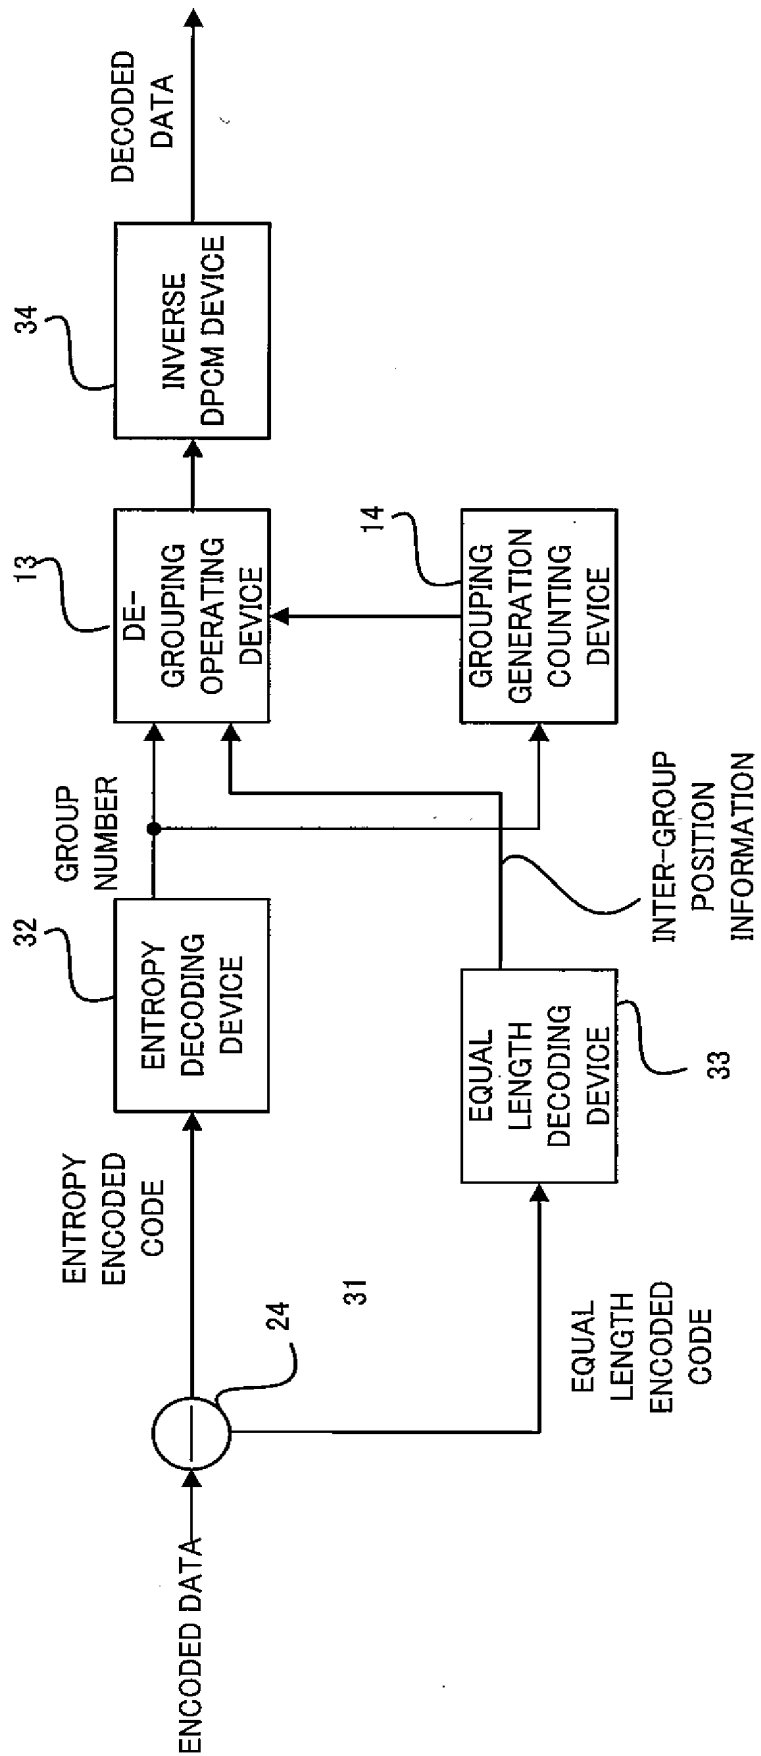 ENCODED DATA
24
31
ENTROPY
ENCODED
CODE
EQUAL
LENGTH
ENCODED
CODE
32
ENTROPY
DECODING
DEVICE
EQUAL
LENGTH
DECODING
DEVICE
33
GROUP
NUMBER
INTER-GROUP
POSITION
INFORMATION
13
DE-
GROUPING
OPERATING
DEVICE
14
GROUPING
GENERATION
COUNTING
DEVICE
34
INVERSE
DPCM DEVICE
DECODED
DATA